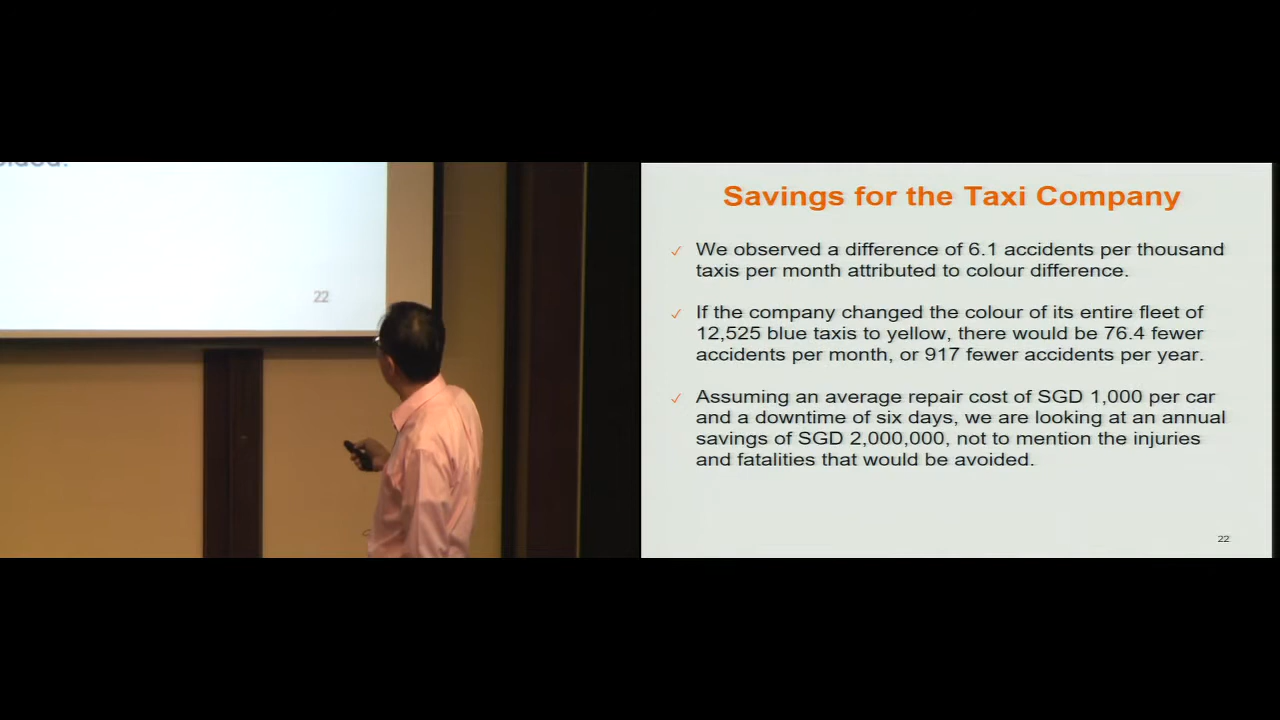 22
Savings for the Taxi Company
✓ We observed a difference of 6.1 accidents per thousand
taxis per month attributed to colour difference.
✓ If the company changed the colour of its entire fleet of
12,525 blue taxis to yellow, there would be 76.4 fewer
accidents per month, or 917 fewer accidents per year.
✓ Assuming an average repair cost of SGD 1,000 per car
and a downtime of six days, we are looking at an annual
savings of SGD 2,000,000, not to mention the injuries
and fatalities that would be avoided.
22